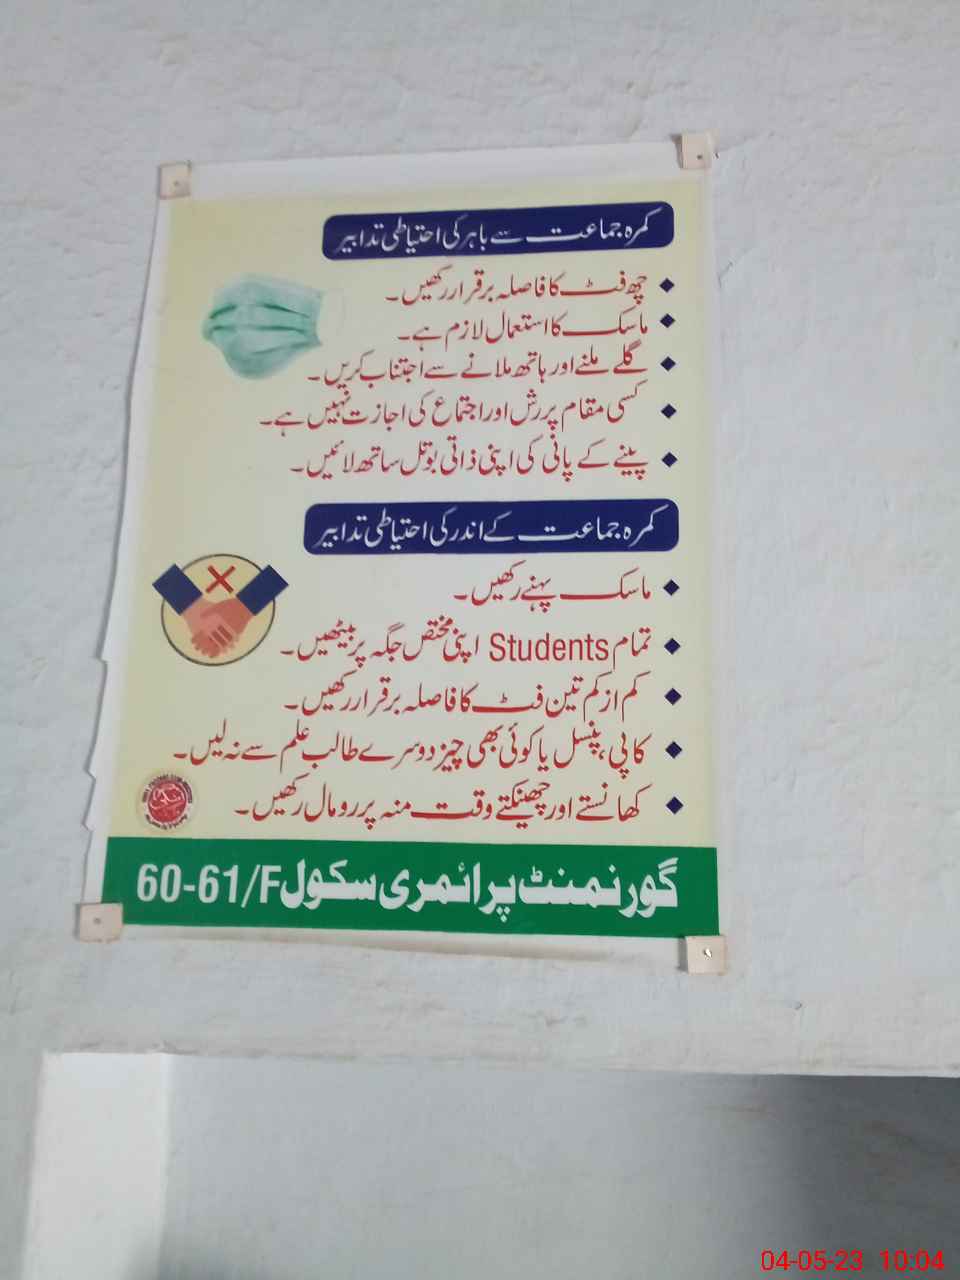 کمرہ جماعت سے باہر کی احتیاطی تدابیر
چھ فٹ کا فاصلہ برقرار رکھیں۔
ماسک کا استعمال لازم ہے۔
گلے ملنے اور ہاتھ ملانے سے اجتناب کریں۔
کسی مقام پر رش اور اجتماع کی اجازت نہیں ہے۔
پینے کے پانی کی اپنی ذاتی بوتل ساتھ لائیں۔
کمرہ جماعت کے اندر کی احتیاطی تدابیر
ماسک پہنے رکھیں۔
تمام Students اپنی مختص جگہ پر بیٹھیں۔
کم از کم تین فٹ کا فاصلہ برقرار رکھیں۔
کاپی، پنسل یا کوئی بھی چیز دوسرے طالب علم سے نہ لیں۔
کھانستے اور چھینکتے وقت منہ پر رومال رکھیں۔
گورنمنٹ پرائمری سکول 60-61/F
04-05-23 10:04